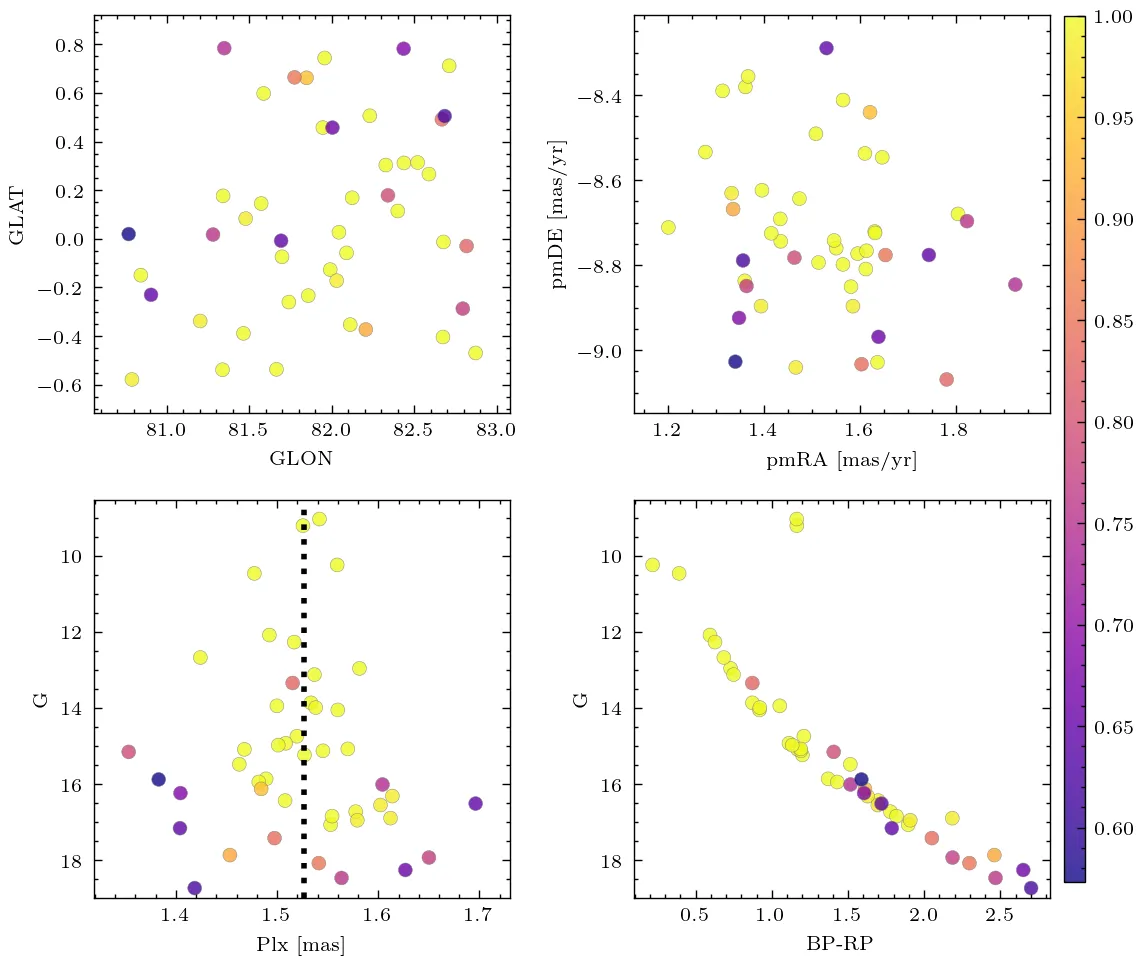 0.8
0.6
0.4
0.2
0.0
−0.2
−0.4
−0.6
GLAT
81.0 81.5 82.0 82.5 83.0
GLON
−8.4
−8.6
−8.8
−9.0
pmDE [mas/yr]
1.2 1.4 1.6 1.8
pmRA [mas/yr]
10
12
14
16
18
G
1.4 1.5 1.6 1.7
Plx [mas]
10
12
14
16
18
G
0.5 1.0 1.5 2.0 2.5
BP-RP
1.00
0.95
0.90
0.85
0.80
0.75
0.70
0.65
0.60